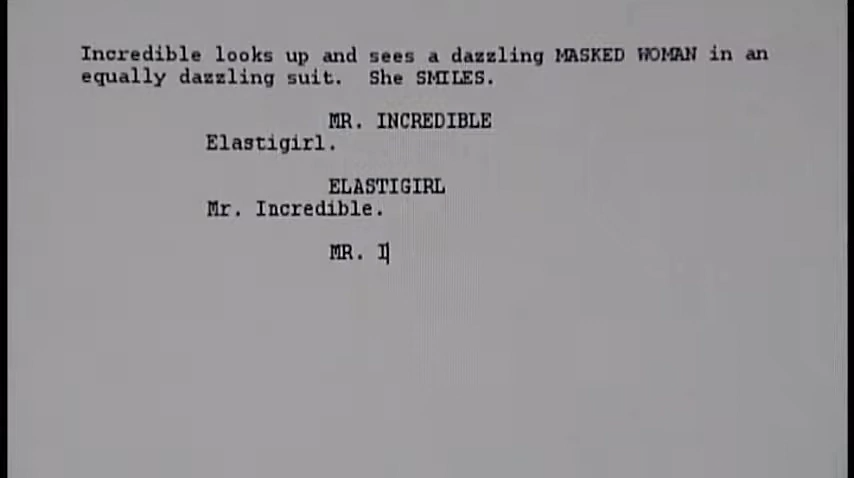 Incredible looks up and sees a dazzling MASKED WOMAN in an
equally dazzling suit.  She SMILES.
MR. INCREDIBLE
Elastigirl.
ELASTIGIRL
Mr. Incredible.
MR. I